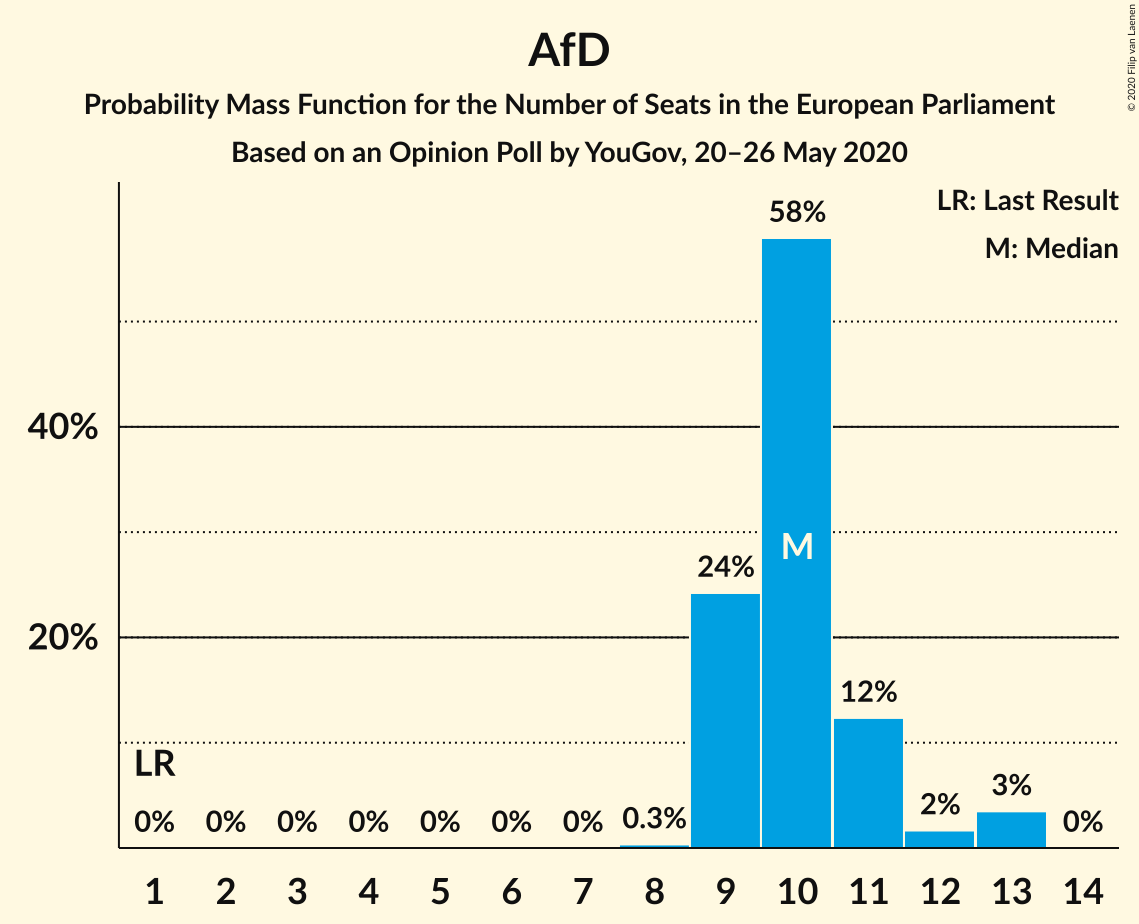 AfD
Probability Mass Function for the Number of Seats in the European Parliament
Based on an Opinion Poll by YouGov, 20–26 May 2020
© 2020 Filip van Laenen
LR: Last Result
M: Median
58%
40%
M
24%
20%
12%
LR
3%
2%
0% 0% 0% 0% 0% 0% 0% 0.3% 0%
1 2 3 4 5 6 7 8 9 10 11 12 13 14